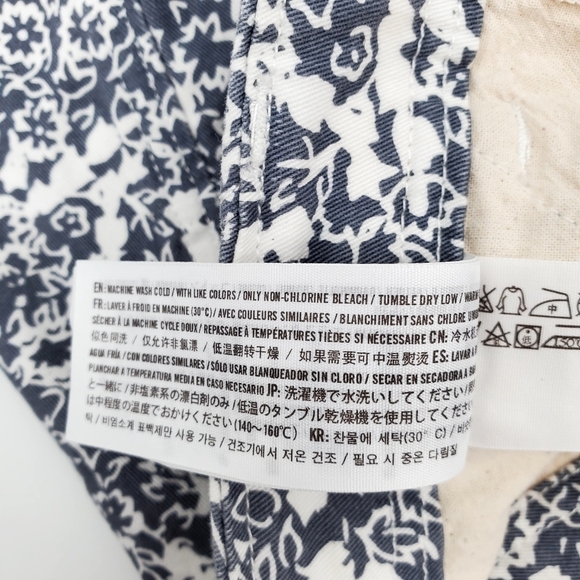 EN: MACHINE WASH COLD / WITH LIKE COLORS / ONLY NON-CHLORINE BLEACH / TUMBLE DRY LOW / WARM
FR: LAVER À FROID EN MACHINE (30°C) / AVEC COULEURS SIMILAIRES / BLANCHIMENT SANS CHLORE
SÉCHER À LA MACHINE CYCLE DOUX / REPASSAGE À TEMPÉRATURES TIÈDES SI NÉCESSAIRE CN: 冷水
似色同洗 / 仅允许非氯漂 / 低温翻转干燥 / 如果需要可中温熨烫 ES: LAVAR A
AGUA FRÍA / CON COLORES SIMILARES / SÓLO USAR BLANQUEADOR SIN CLORO / SECAR EN SECADORA A
PLANCHAR A TEMPERATURA MEDIA EN CASO NECESARIO JP: 洗濯機で水洗いしてください /
と一緒に / 非塩素系の漂白剤のみ / 低温のタンブル乾燥機を使用してください
は中程度の温度でおかけください (140～160°C) KR: 찬물에 세탁(30° C) /
탁 / 비염소계 표백제만 사용 가능 / 건조기에서 저온 건조 / 필요 시 중온 다림질
中
低